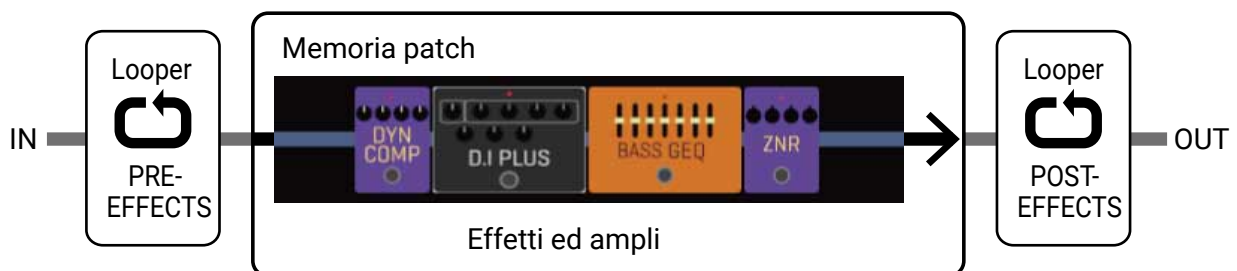 Memoria patch
IN
Looper
PRE-
EFFECTS
DYN
COMP
D.I PLUS
BASS GEQ
ZNR
Effetti ed ampli
Looper
POST-
EFFECTS
OUT